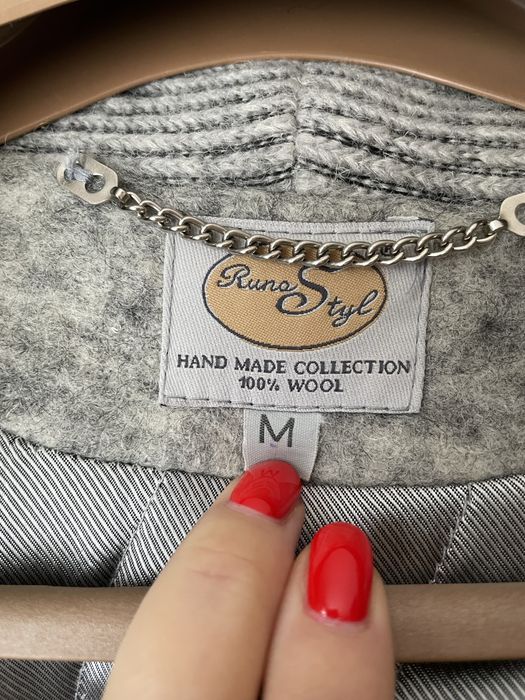 Runo Styl
HAND MADE COLLECTION
100% WOOL
M